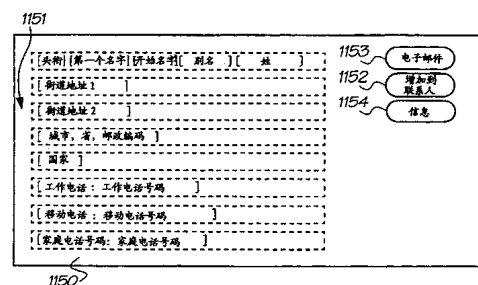 1151
[头衔] [第一个名字] [开始名字] [ 别名 ] [ 姓 ]
[ 街道地址 1 ]
[ 街道地址 2 ]
[ 城市，省，邮政编码 ]
[ 国家 ]
[ 工作电话：工作电话号码 ]
[ 移动电话：移动电话号码 ]
[家庭电话号码：家庭电话号码 ]
1150
1153
电子邮件
1152
增加到
联系人
1154
信息